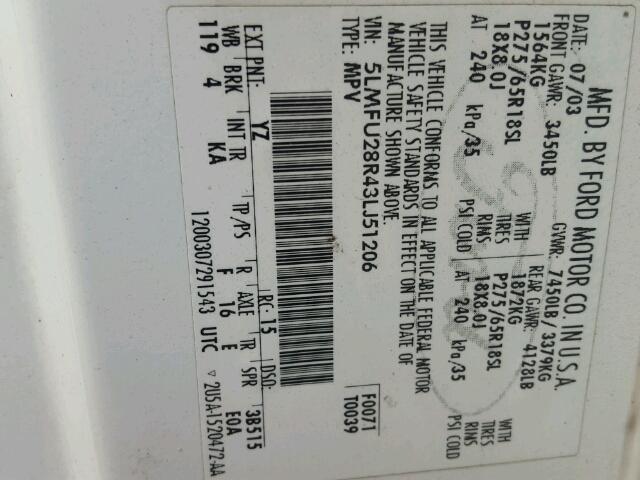 MFD. BY FORD MOTOR CO. IN U.S.A.
DATE: 07/03 GVWR: 7450LB/3379KG
FRONT GAWR: 3450LB REAR GAWR: 4128LB
1564KG WITH 1872KG WITH
P275/65R18SL TIRES P275/65R18SL TIRES
18X8.0J RIMS 18X8.0J RIMS
AT 240 kPa/35 PSI COLD AT 240 kPa/35 PSI COLD
THIS VEHICLE CONFORMS TO ALL APPLICABLE FEDERAL MOTOR
VEHICLE SAFETY STANDARDS IN EFFECT ON THE DATE OF
MANUFACTURE SHOWN ABOVE.
VIN: 5LMFU28R43LJ51206
TYPE: MPV
F0071
T0039
EXT PNT: YZ RC: 15 DSO:
WB BRK INT TR TP/PS R AXLE TR SPR 3B515
119 4 KA F 16 E E0A
1200307291543 UTC ▽ 2U5A-1520472-AA